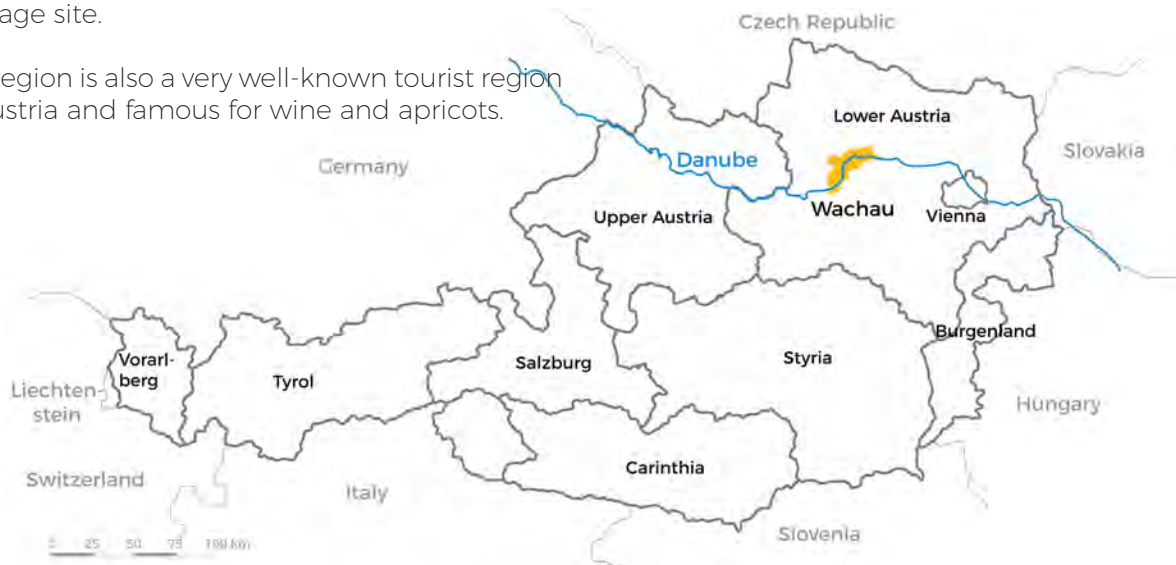 age site.
region is also a very well-known tourist region
ustria and famous for wine and apricots.
Czech Republic
Lower Austria
Slovakia
Germany
Danube
Wachau
Vienna
Upper Austria
Burgenland
Vorarl-
berg
Tyrol
Salzburg
Styria
Liechten-
stein
Hungary
Carinthia
Switzerland
Italy
Slovenia
25 50 75 100 km